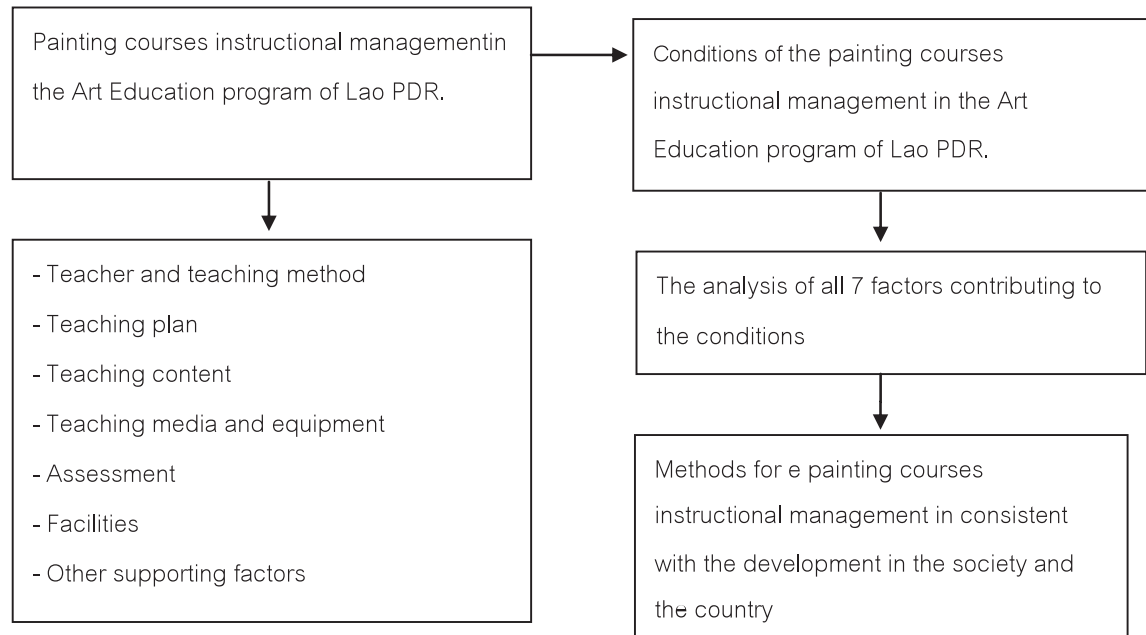 Painting courses instructional managementin
the Art Education program of Lao PDR.
- Teacher and teaching method
- Teaching plan
- Teaching content
- Teaching media and equipment
- Assessment
- Facilities
- Other supporting factors
Conditions of the painting courses
instructional management in the Art
Education program of Lao PDR.
The analysis of all 7 factors contributing to
the conditions
Methods for e painting courses
instructional management in consistent
with the development in the society and
the country